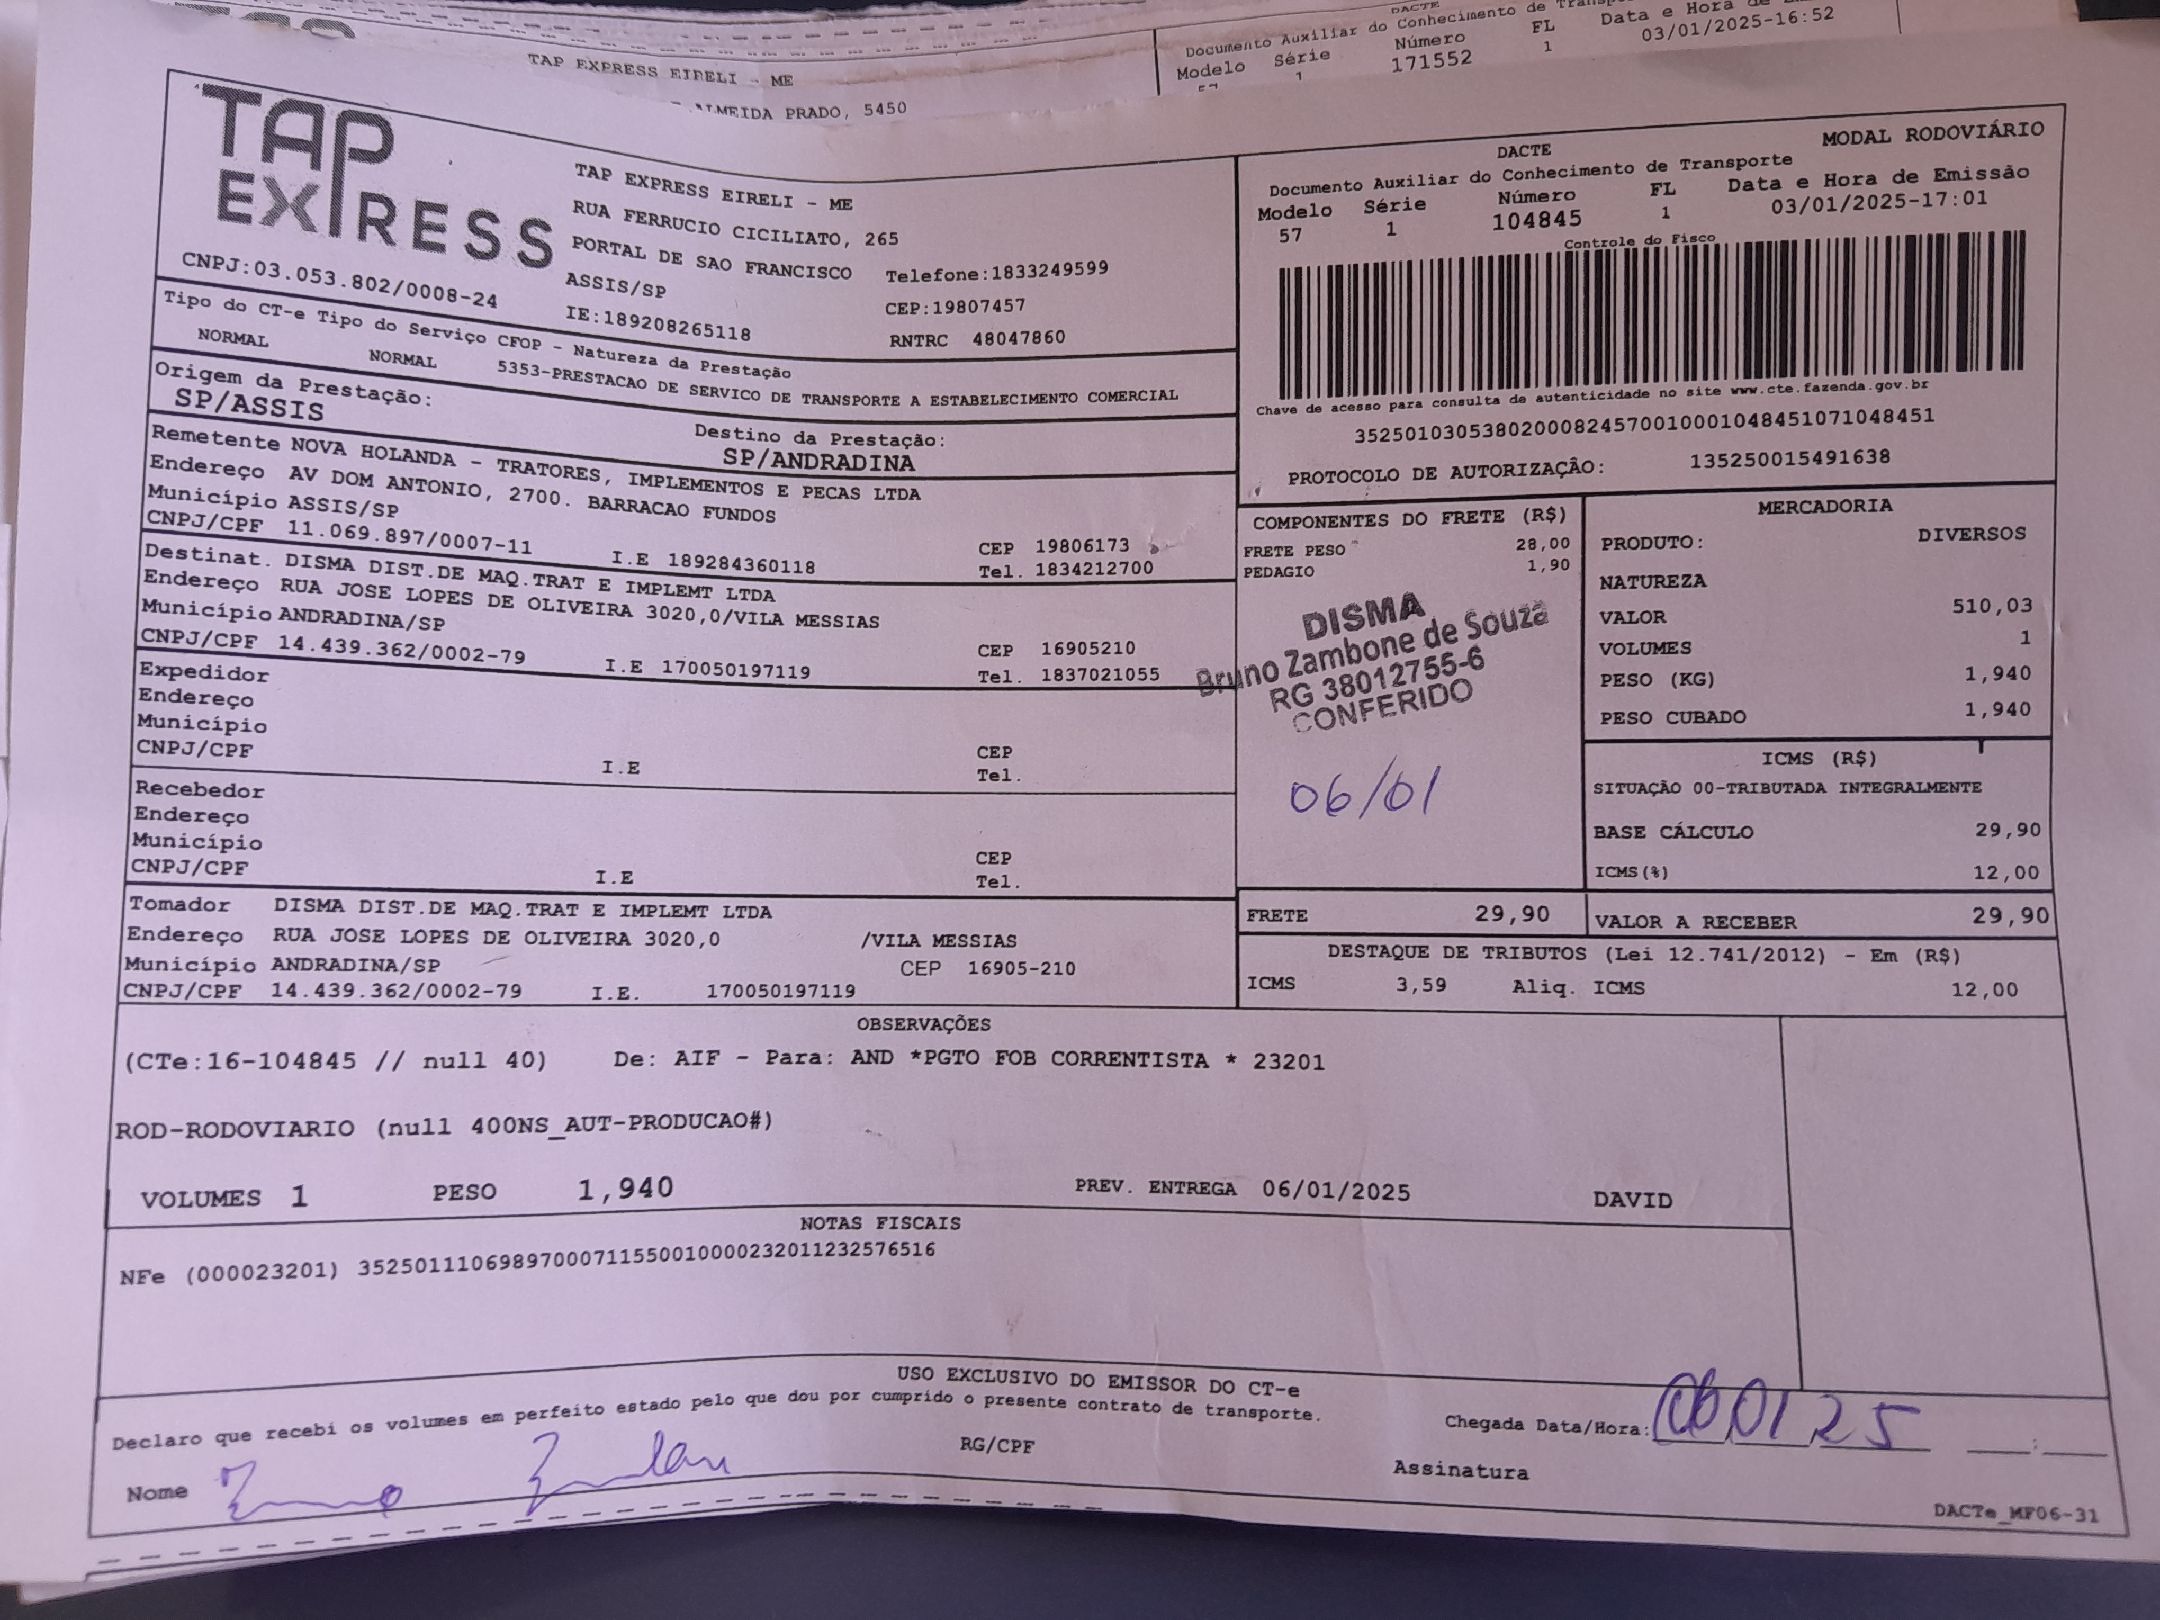 DACTE
Documento Auxiliar do Conhecimento de
Data e Hora de
Modelo Série Número FL
1 171552 1 03/01/2025-16:52
TAP EXPRESS EIRELI - ME
ALMEIDA PRADO, 5450
TAP
EXPRESS
CNPJ:03.053.802/0008-24
TAP EXPRESS EIRELI - ME
RUA FERRUCIO CICILIATO, 265
PORTAL DE SAO FRANCISCO Telefone:1833249599
ASSIS/SP CEP:19807457
IE:189208265118 RNTRC 48047860
DACTE MODAL RODOVIÁRIO
Documento Auxiliar do Conhecimento de Transporte
Modelo Série Número FL Data e Hora de Emissão
57 1 104845 1 03/01/2025-17:01
Controle do Fisco
Chave de acesso para consulta de autenticidade no site www.cte.fazenda.gov.br
35250103053802000824570010001048451071048451
PROTOCOLO DE AUTORIZAÇÃO: 135250015491638
Tipo do CT-e Tipo do Serviço CFOP - Natureza da Prestação
NORMAL NORMAL 5353-PRESTACAO DE SERVICO DE TRANSPORTE A ESTABELECIMENTO COMERCIAL
Origem da Prestação: Destino da Prestação:
SP/ASSIS SP/ANDRADINA
Remetente NOVA HOLANDA - TRATORES, IMPLEMENTOS E PECAS LTDA
Endereço AV DOM ANTONIO, 2700. BARRACAO FUNDOS
Município ASSIS/SP CEP 19806173
CNPJ/CPF 11.069.897/0007-11 I.E 189284360118 Tel. 1834212700
Destinat. DISMA DIST.DE MAQ.TRAT E IMPLEMT LTDA
Endereço RUA JOSE LOPES DE OLIVEIRA 3020,0/VILA MESSIAS
Município ANDRADINA/SP CEP 16905210
CNPJ/CPF 14.439.362/0002-79 I.E 170050197119 Tel. 1837021055
Expedidor
Endereço
Município CEP
CNPJ/CPF I.E Tel.
Recebedor
Endereço
Município CEP
CNPJ/CPF I.E Tel.
Tomador DISMA DIST.DE MAQ.TRAT E IMPLEMT LTDA
Endereço RUA JOSE LOPES DE OLIVEIRA 3020,0 /VILA MESSIAS
Município ANDRADINA/SP CEP 16905-210
CNPJ/CPF 14.439.362/0002-79 I.E. 170050197119
COMPONENTES DO FRETE (R$)
FRETE PESO 28,00
PEDAGIO 1,90
DISMA
Bruno Zambone de Souza
RG 38012755-6
CONFERIDO
06/01
MERCADORIA
PRODUTO: DIVERSOS
NATUREZA
VALOR 510,03
VOLUMES 1
PESO (KG) 1,940
PESO CUBADO 1,940
ICMS (R$)
SITUAÇÃO 00-TRIBUTADA INTEGRALMENTE
BASE CÁLCULO 29,90
ICMS(%) 12,00
FRETE 29,90 VALOR A RECEBER 29,90
DESTAQUE DE TRIBUTOS (Lei 12.741/2012) - Em (R$)
ICMS 3,59 Aliq. ICMS 12,00
OBSERVAÇÕES
(CTe:16-104845 // null 40) De: AIF - Para: AND *PGTO FOB CORRENTISTA * 23201
ROD-RODOVIARIO (null 400NS_AUT-PRODUCAO#)
VOLUMES 1 PESO 1,940 PREV. ENTREGA 06/01/2025 DAVID
NOTAS FISCAIS
NFe (000023201) 35250111069897000711550010000232011232576516
USO EXCLUSIVO DO EMISSOR DO CT-e
Declaro que recebi os volumes em perfeito estado pelo que dou por cumprido o presente contrato de transporte.
Chegada Data/Hora: 06 01 25 :
Nome RG/CPF Assinatura
DACTe_MF06-31